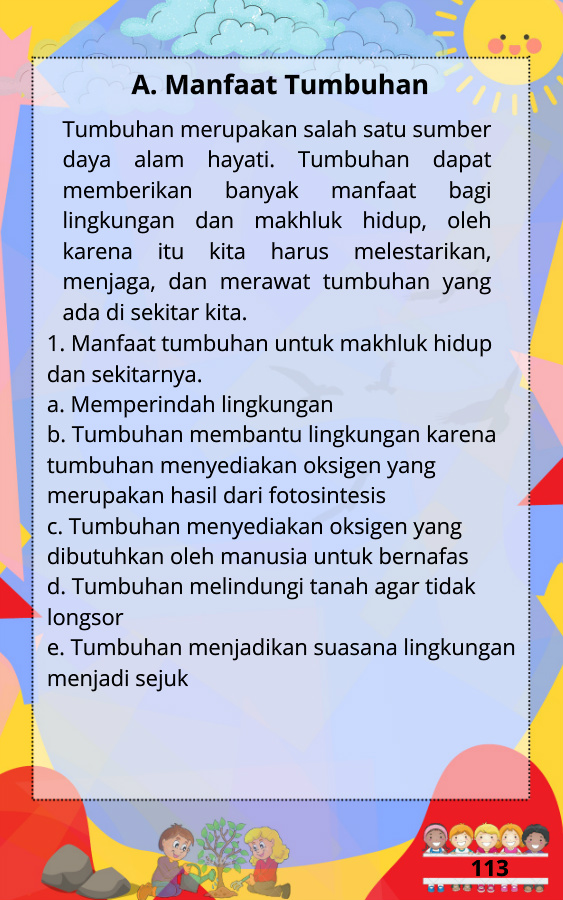 A. Manfaat Tumbuhan
Tumbuhan merupakan salah satu sumber
daya alam hayati. Tumbuhan dapat
memberikan banyak manfaat bagi
lingkungan dan makhluk hidup, oleh
karena itu kita harus melestarikan,
menjaga, dan merawat tumbuhan yang
ada di sekitar kita.
1. Manfaat tumbuhan untuk makhluk hidup
dan sekitarnya.
a. Memperindah lingkungan
b. Tumbuhan membantu lingkungan karena
tumbuhan menyediakan oksigen yang
merupakan hasil dari fotosintesis
c. Tumbuhan menyediakan oksigen yang
dibutuhkan oleh manusia untuk bernafas
d. Tumbuhan melindungi tanah agar tidak
longsor
e. Tumbuhan menjadikan suasana lingkungan
menjadi sejuk
113